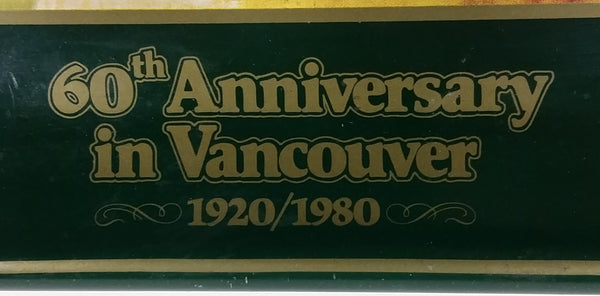 60th Anniversary
in Vancouver
1920/1980